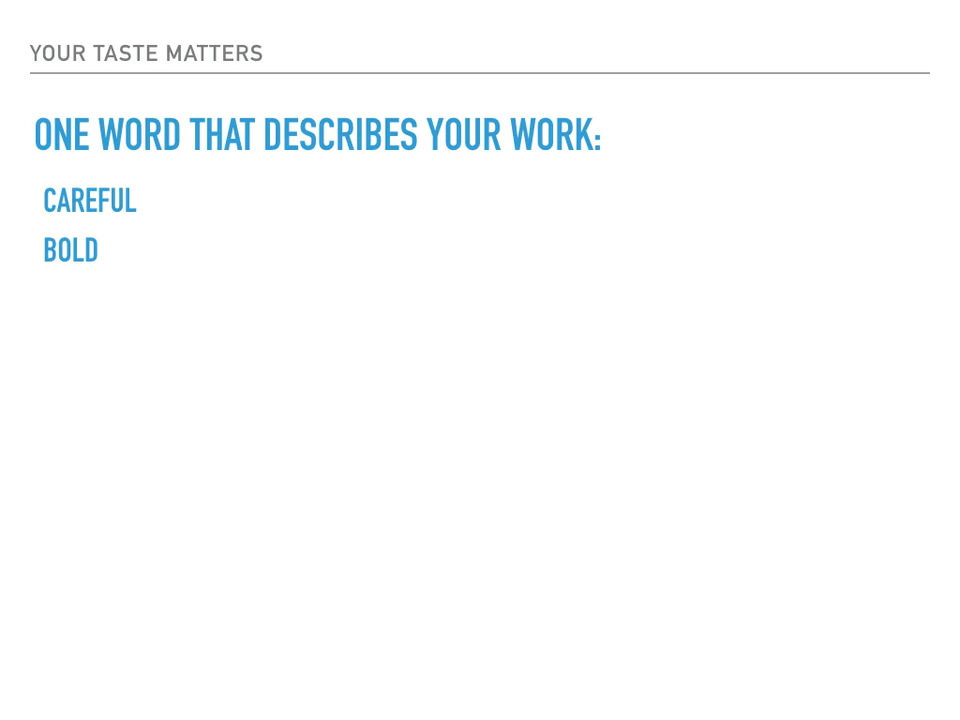 YOUR TASTE MATTERS
ONE WORD THAT DESCRIBES YOUR WORK:
CAREFUL
BOLD